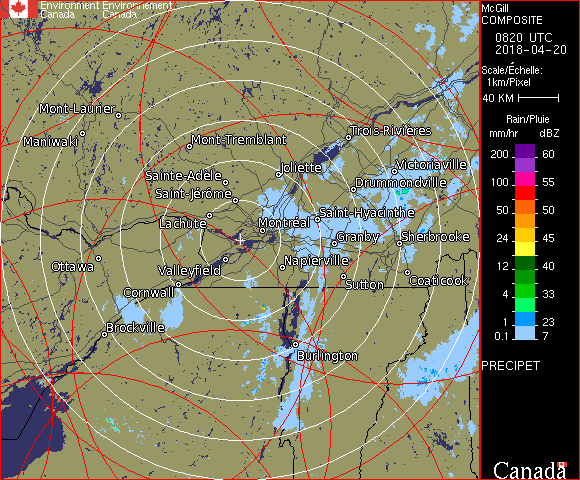 Environment Environnement
Canada Canada
McGill
COMPOSITE
0820 UTC
2018-04-20
Scale/Échelle:
1km/Pixel
40 KM
Rain/Pluie
mm/hr dBZ
200 60
100 55
50 50
24 45
12 40
4 33
1 23
0.1 7
PRECIPET
Canada
Mont-Laurier
Maniwaki
Mont-Tremblant
Trois-Rivières
Sainte-Adèle
Joliette
Victoriaville
Saint-Jérôme
Drummondville
Lachute
Montréal
Saint-Hyacinthe
Granby
Sherbrooke
Ottawa
Valleyfield
Napierville
Cornwall
Sutton
Coaticook
Brockville
Burlington